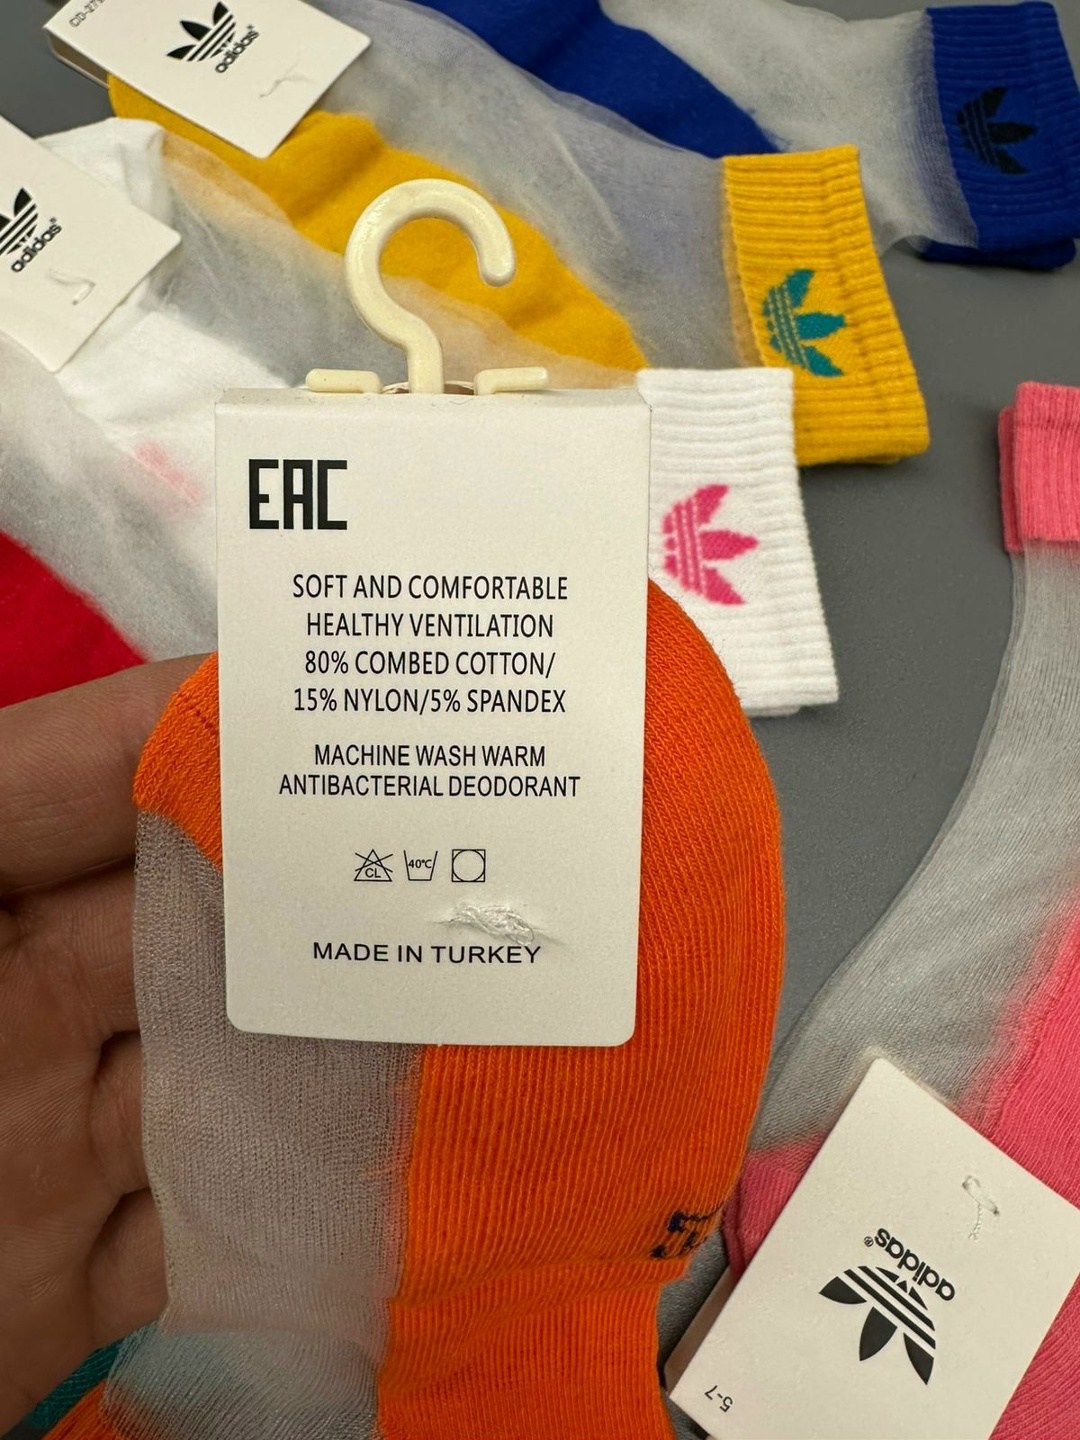 adidas®
adidas®
EAC
SOFT AND COMFORTABLE
HEALTHY VENTILATION
80% COMBED COTTON/
15% NYLON/5% SPANDEX
MACHINE WASH WARM
ANTIBACTERIAL DEODORANT
CL
40°C
MADE IN TURKEY
adidas®
5-7